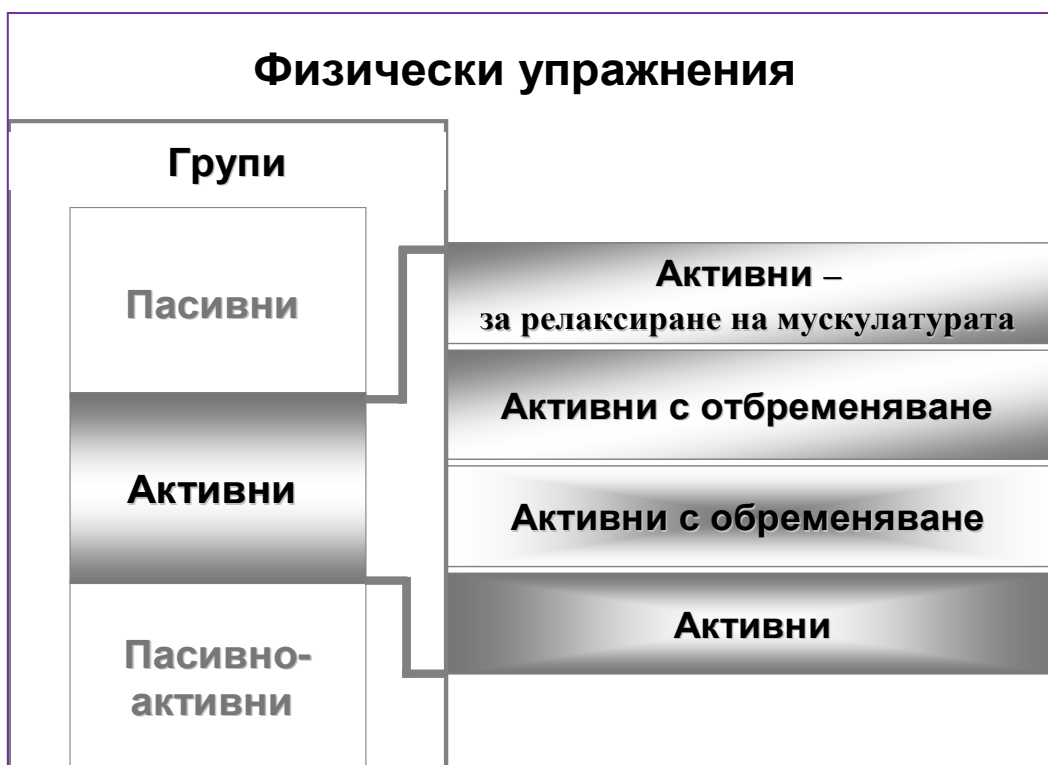 Физически упражнения
Групи
Пасивни
Активни
Пасивно-
активни
Активни –
за релаксиране на мускулатурата
Активни с отбременяване
Активни с обременяване
Активни